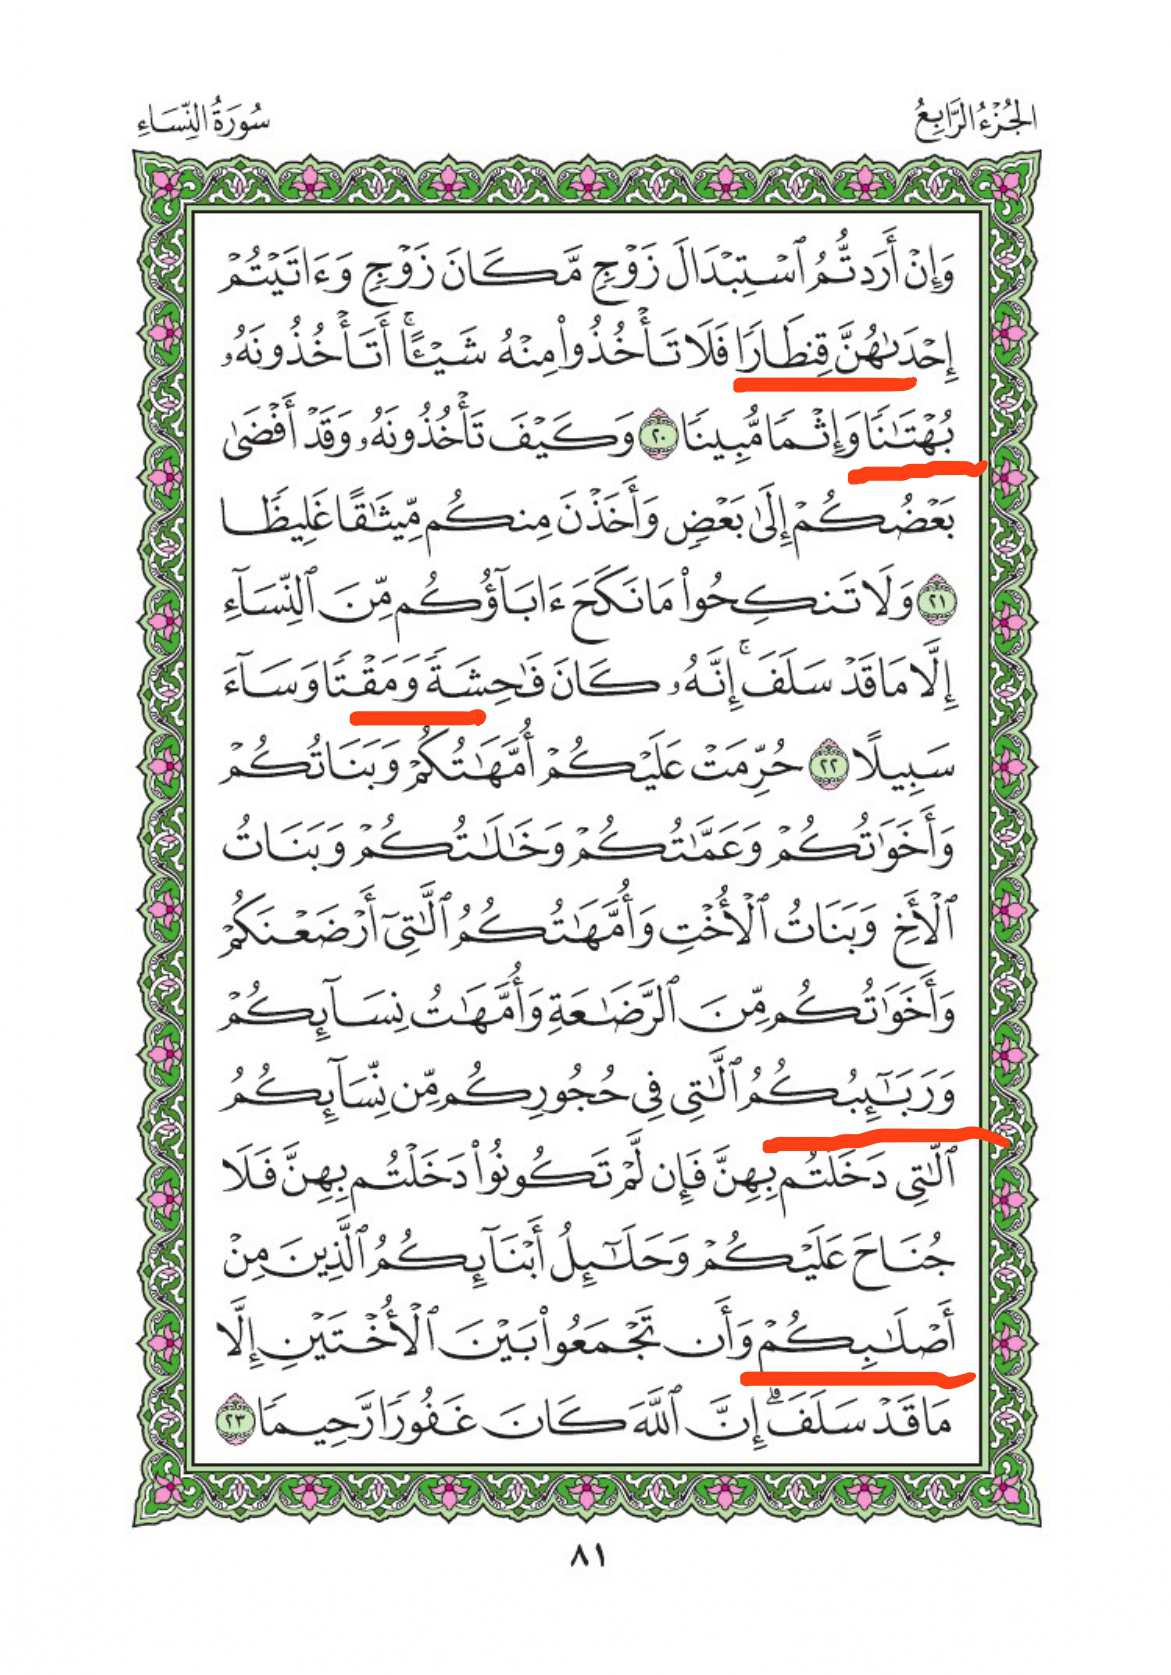 الجُزْءُ الرَّابِعُ
سُورَةُ النِّسَاءِ
وَإِنْ أَرَدتُّمُ ٱسْتِبْدَالَ زَوْجٍ مَّكَانَ زَوْجٍ وَءَاتَيْتُمْ
إِحْدَىٰهُنَّ قِنطَارًا فَلَا تَأْخُذُوا۟ مِنْهُ شَيْـًٔا ۚ أَتَأْخُذُونَهُۥ
بُهْتَـٰنًا وَإِثْمًا مُّبِينًا ٢٠ وَكَيْفَ تَأْخُذُونَهُۥ وَقَدْ أَفْضَىٰ
بَعْضُكُمْ إِلَىٰ بَعْضٍ وَأَخَذْنَ مِنكُم مِّيثَـٰقًا غَلِيظًا
٢١ وَلَا تَنكِحُوا۟ مَا نَكَحَ ءَابَآؤُكُم مِّنَ ٱلنِّسَآءِ
إِلَّا مَا قَدْ سَلَفَ ۚ إِنَّهُۥ كَانَ فَـٰحِشَةً وَمَقْتًا وَسَآءَ
سَبِيلًا ٢٢ حُرِّمَتْ عَلَيْكُمْ أُمَّهَـٰتُكُمْ وَبَنَاتُكُمْ
وَأَخَوَٰتُكُمْ وَعَمَّـٰتُكُمْ وَخَـٰلَـٰتُكُمْ وَبَنَاتُ
ٱلْأَخِ وَبَنَاتُ ٱلْأُخْتِ وَأُمَّهَـٰتُكُمُ ٱلَّـٰتِىٓ أَرْضَعْنَكُمْ
وَأَخَوَٰتُكُم مِّنَ ٱلرَّضَـٰعَةِ وَأُمَّهَـٰتُ نِسَآئِكُمْ
وَرَبَـٰٓئِبُكُمُ ٱلَّـٰتِى فِى حُجُورِكُم مِّن نِّسَآئِكُمُ
ٱلَّـٰتِى دَخَلْتُم بِهِنَّ فَإِن لَّمْ تَكُونُوا۟ دَخَلْتُم بِهِنَّ فَلَا
جُنَاحَ عَلَيْكُمْ وَحَلَـٰٓئِلُ أَبْنَآئِكُمُ ٱلَّذِينَ مِنْ
أَصْلَـٰبِكُمْ وَأَن تَجْمَعُوا۟ بَيْنَ ٱلْأُخْتَيْنِ إِلَّا
مَا قَدْ سَلَفَ ۗ إِنَّ ٱللَّهَ كَانَ غَفُورًا رَّحِيمًا ٢٣
٨١